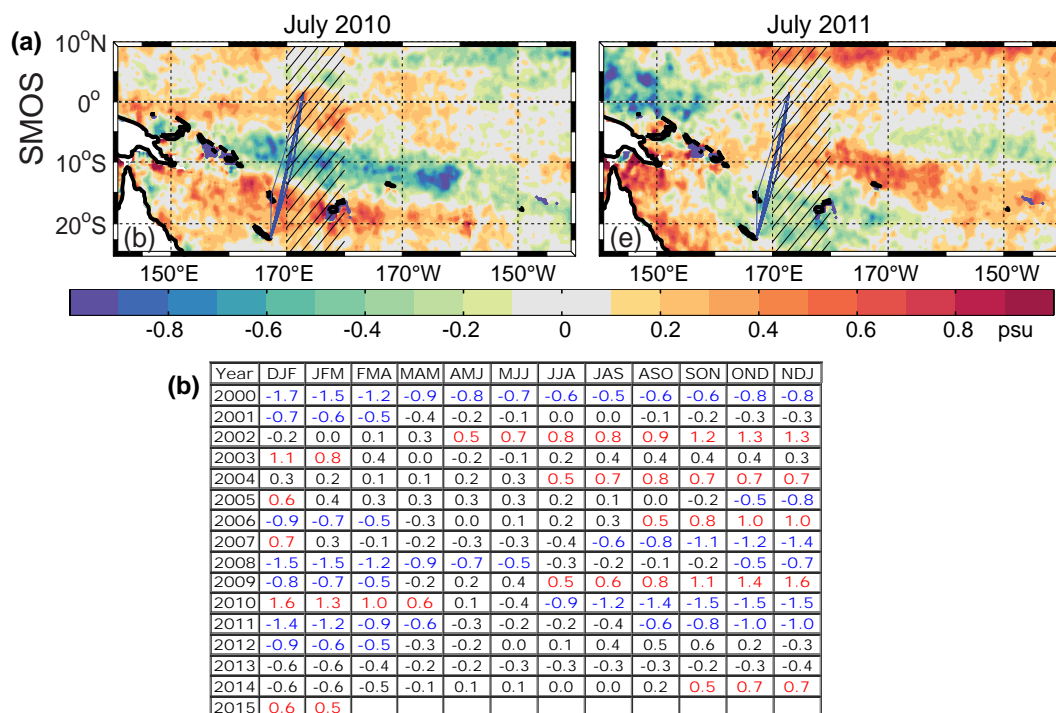 July 2010 July 2011
(a)
SMOS
10°N
0°
10°S
20°S
(b) (e)
150°E 170°E 170°W 150°W 150°E 170°E 170°W 150°W
-0.8 -0.6 -0.4 -0.2 0 0.2 0.4 0.6 0.8 psu
(b)
Year DJF JFM FMA MAM AMJ MJJ JJA JAS ASO SON OND NDJ
2000 -1.7 -1.5 -1.2 -0.9 -0.8 -0.7 -0.6 -0.5 -0.6 -0.6 -0.8 -0.8
2001 -0.7 -0.6 -0.5 -0.4 -0.2 -0.1 0.0 0.0 -0.1 -0.2 -0.3 -0.3
2002 -0.2 0.0 0.1 0.3 0.5 0.7 0.8 0.8 0.9 1.2 1.3 1.3
2003 1.1 0.8 0.4 0.0 -0.2 -0.1 0.2 0.4 0.4 0.4 0.4 0.3
2004 0.3 0.2 0.1 0.1 0.2 0.3 0.5 0.7 0.8 0.7 0.7 0.7
2005 0.6 0.4 0.3 0.3 0.3 0.3 0.2 0.1 0.0 -0.2 -0.5 -0.8
2006 -0.9 -0.7 -0.5 -0.3 0.0 0.1 0.2 0.3 0.5 0.8 1.0 1.0
2007 0.7 0.3 -0.1 -0.2 -0.3 -0.3 -0.4 -0.6 -0.8 -1.1 -1.2 -1.4
2008 -1.5 -1.5 -1.2 -0.9 -0.7 -0.5 -0.3 -0.2 -0.1 -0.2 -0.5 -0.7
2009 -0.8 -0.7 -0.5 -0.2 0.2 0.4 0.5 0.6 0.8 1.1 1.4 1.6
2010 1.6 1.3 1.0 0.6 0.1 -0.4 -0.9 -1.2 -1.4 -1.5 -1.5 -1.5
2011 -1.4 -1.2 -0.9 -0.6 -0.3 -0.2 -0.2 -0.4 -0.6 -0.8 -1.0 -1.0
2012 -0.9 -0.6 -0.5 -0.3 -0.2 0.0 0.1 0.4 0.5 0.6 0.2 -0.3
2013 -0.6 -0.6 -0.4 -0.2 -0.2 -0.3 -0.3 -0.3 -0.3 -0.2 -0.3 -0.4
2014 -0.6 -0.6 -0.5 -0.1 0.1 0.1 0.0 0.0 0.2 0.5 0.7 0.7
2015 0.6 0.5